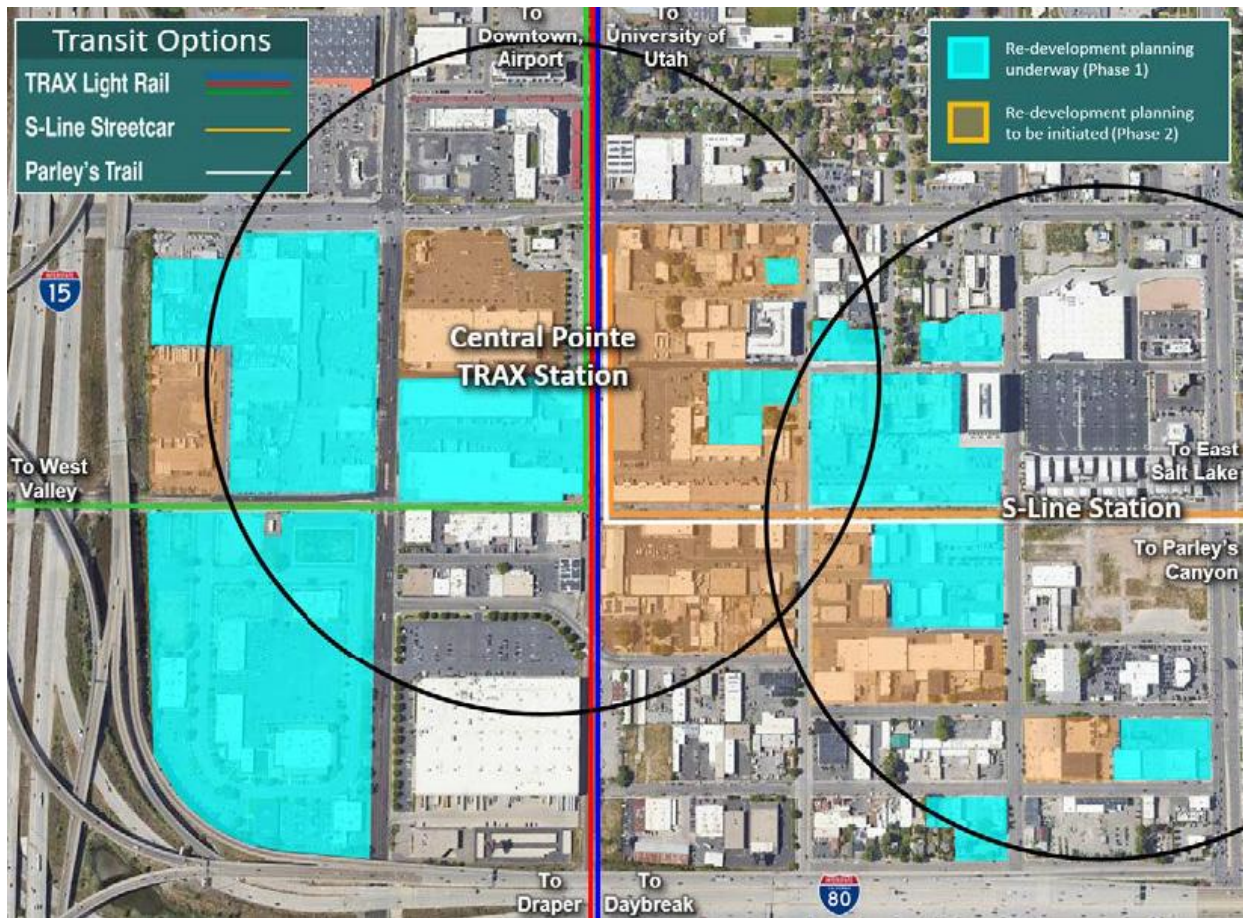 Transit Options
TRAX Light Rail
S-Line Streetcar
Parley's Trail
To
Downtown,
Airport
To
University of
Utah
Re-development planning
underway (Phase 1)
Re-development planning
to be initiated (Phase 2)
INTERSTATE
15
Central Pointe
TRAX Station
To West
Valley
To East
Salt Lake
S-Line Station
To Parley's
Canyon
To
Draper
To
Daybreak
80